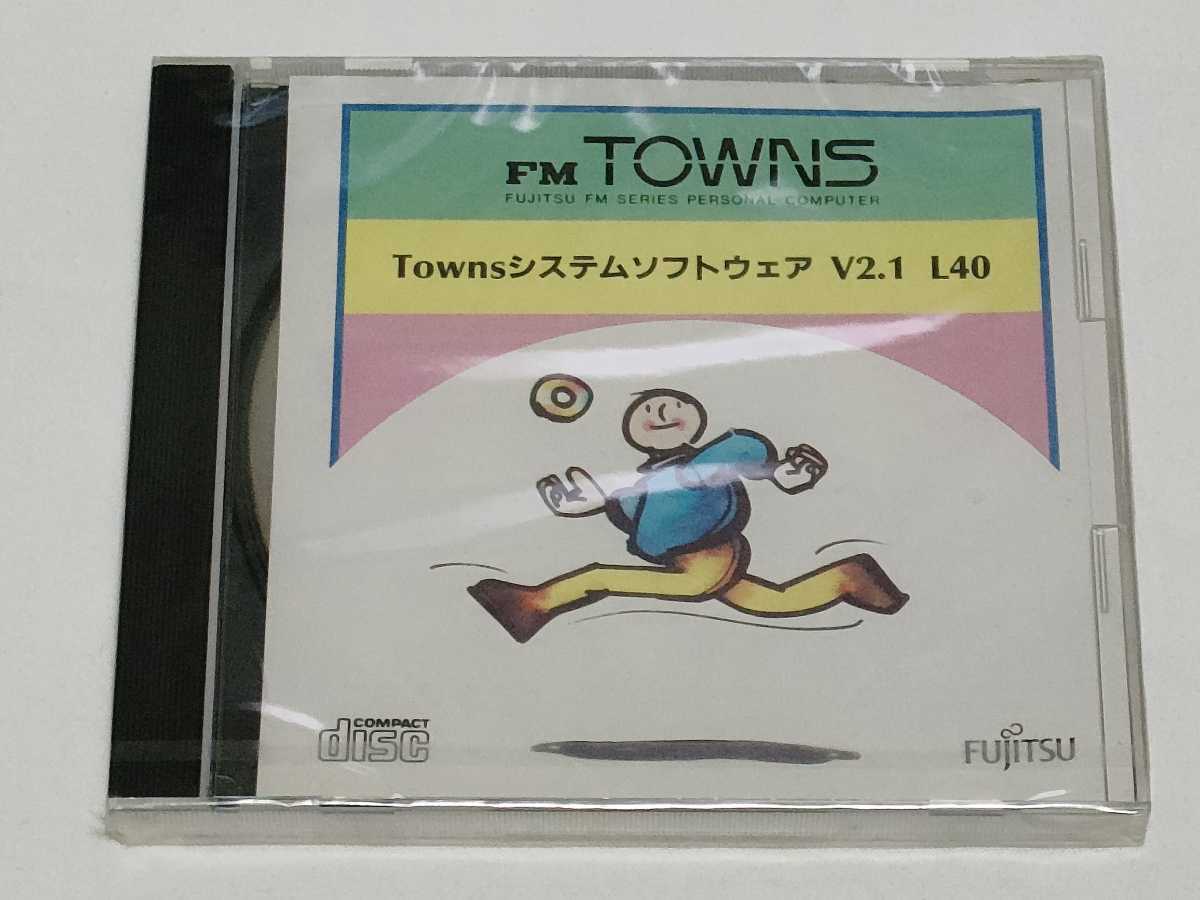 FM TOWNS
FUJITSU FM SERIES PERSONAL COMPUTER
Townsシステムソフトウェア V2.1 L40
COMPACT
disc
FUJITSU